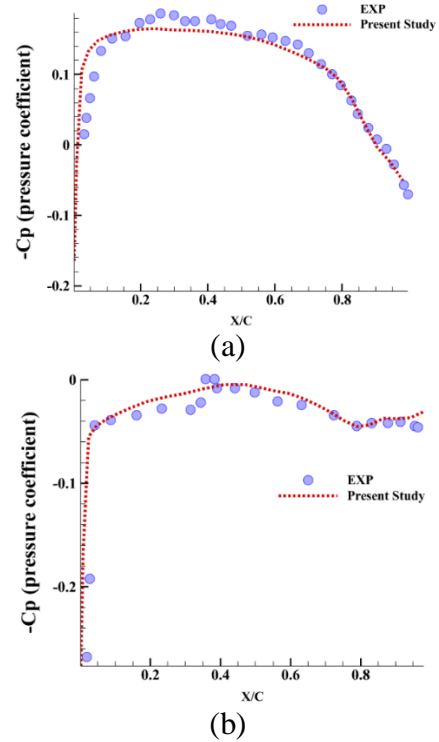 EXP
Present Study
-Cp (pressure coefficient)
0.1
0
-0.1
-0.2
0.2
0.4
0.6
0.8
X/C
(a)
-Cp (pressure coefficient)
0
-0.1
-0.2
EXP
Present Study
0.2
0.4
0.6
0.8
X/C
(b)